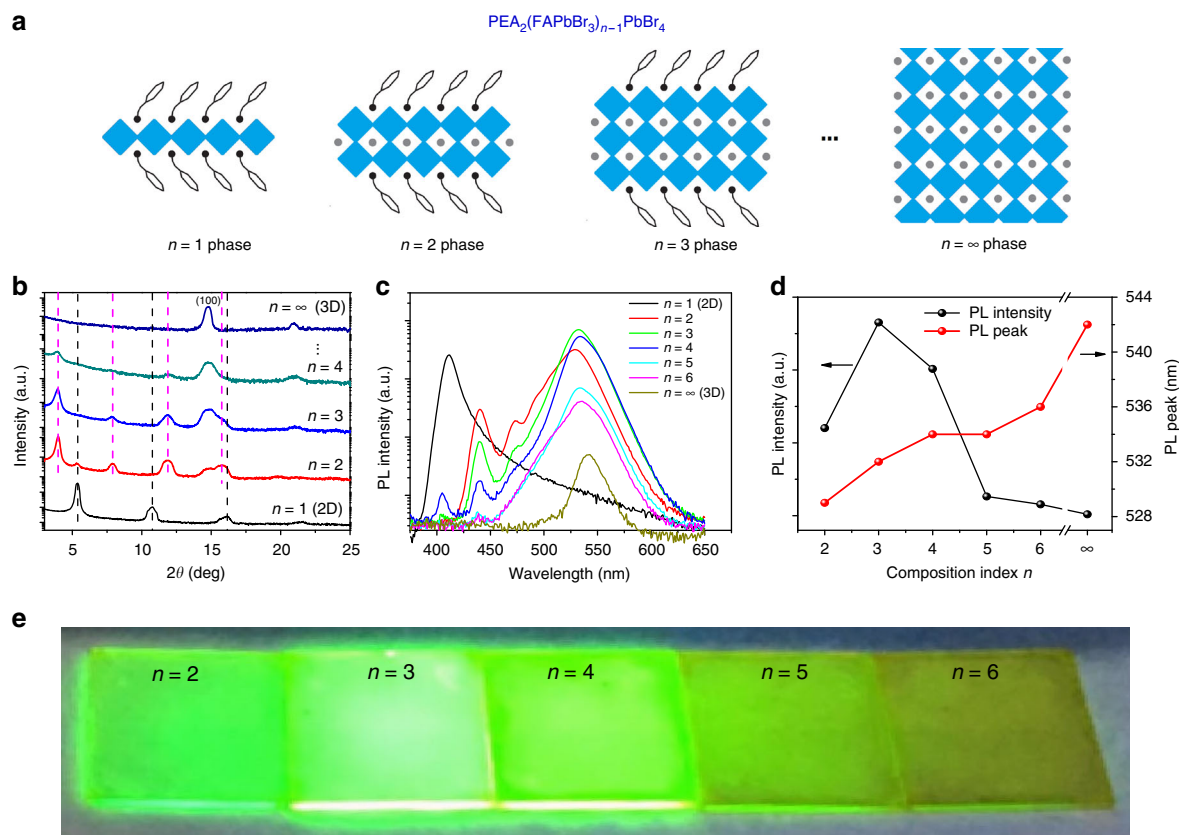 a
PEA₂(FAPbBr₃)ₙ₋₁PbBr₄
...
n = 1 phase
n = 2 phase
n = 3 phase
n = ∞ phase
b
(100)
n = ∞ (3D)
⋮
n = 4
n = 3
n = 2
n = 1 (2D)
Intensity (a.u.)
5 10 15 20 25
2θ (deg)
c
n = 1 (2D)
n = 2
n = 3
n = 4
n = 5
n = 6
n = ∞ (3D)
PL intensity (a.u.)
400 450 500 550 600 650
Wavelength (nm)
d
PL intensity
PL peak
PL intensity (a.u.)
544
542
540
536
532
528
PL peak (nm)
2 3 4 5 6 ∞
Composition index n
e
n = 2
n = 3
n = 4
n = 5
n = 6